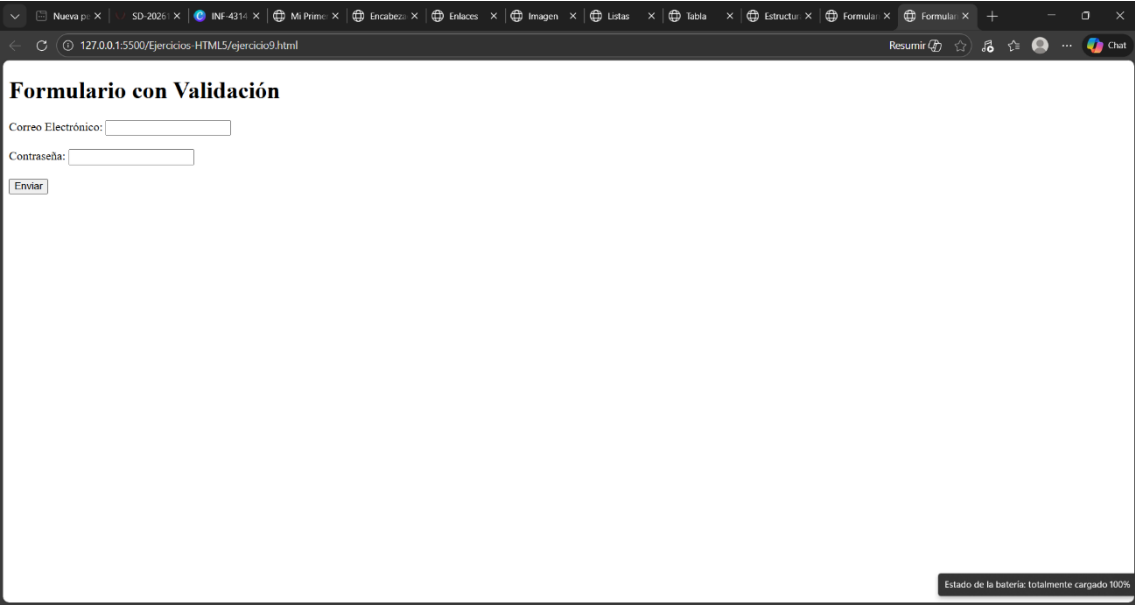 Nueva pe SD-20261 INF-4314 Mi Prime Encabeza Enlaces Imagen Listas Tabla Estructur Formular Formular
127.0.0.1:5500/Ejercicios-HTML5/ejercicio9.html Resumir Chat
Formulario con Validación
Correo Electrónico:
Contraseña:
Enviar
Estado de la batería: totalmente cargado 100%